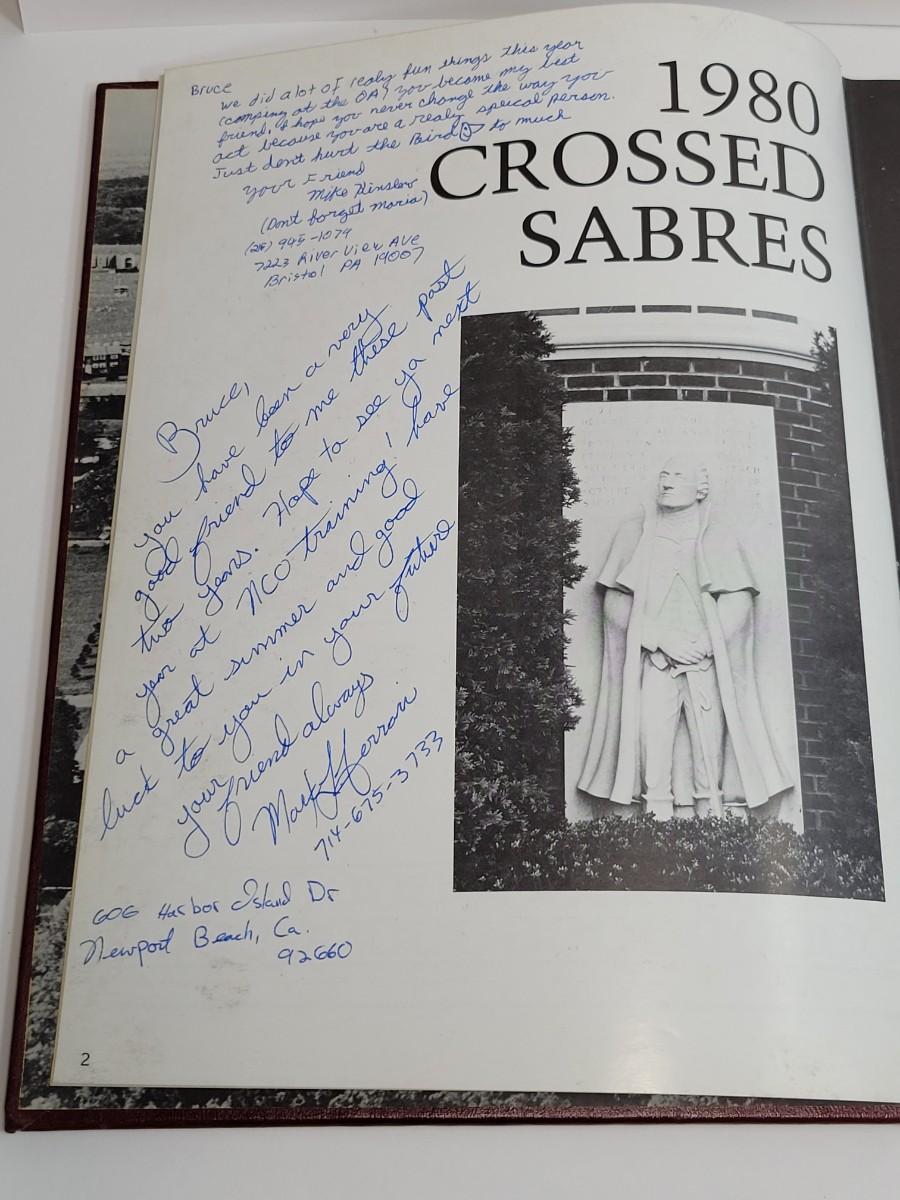 Bruce
we did a lot of realy fun things this year
(camping at the OA) you become my best
friend, I hope you never change the way you
act because you are a realy special person.
Just don't hurt the Bird to much
your Friend
Mike
(Don't forget Maria)
945-1079
7223 River View Ave
Bristol PA 19007
1980
CROSSED
SABRES
Bruce,
you have been a very
good friend to me these past
two years. Hope to see ya next
year at NCO training! have
a great summer and good
luck to you in your future
your friend always
Mark
714-675-3733
606 Harbor Island Dr
Newport Beach, Ca.
92660
2